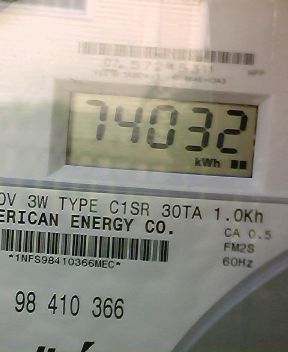 74032
kWh
0V 3W TYPE C1SR 30TA 1.0Kh
ERICAN ENERGY CO.
CA 0.5
FM2S
*1NFS98410366MEC*
60Hz
98 410 366